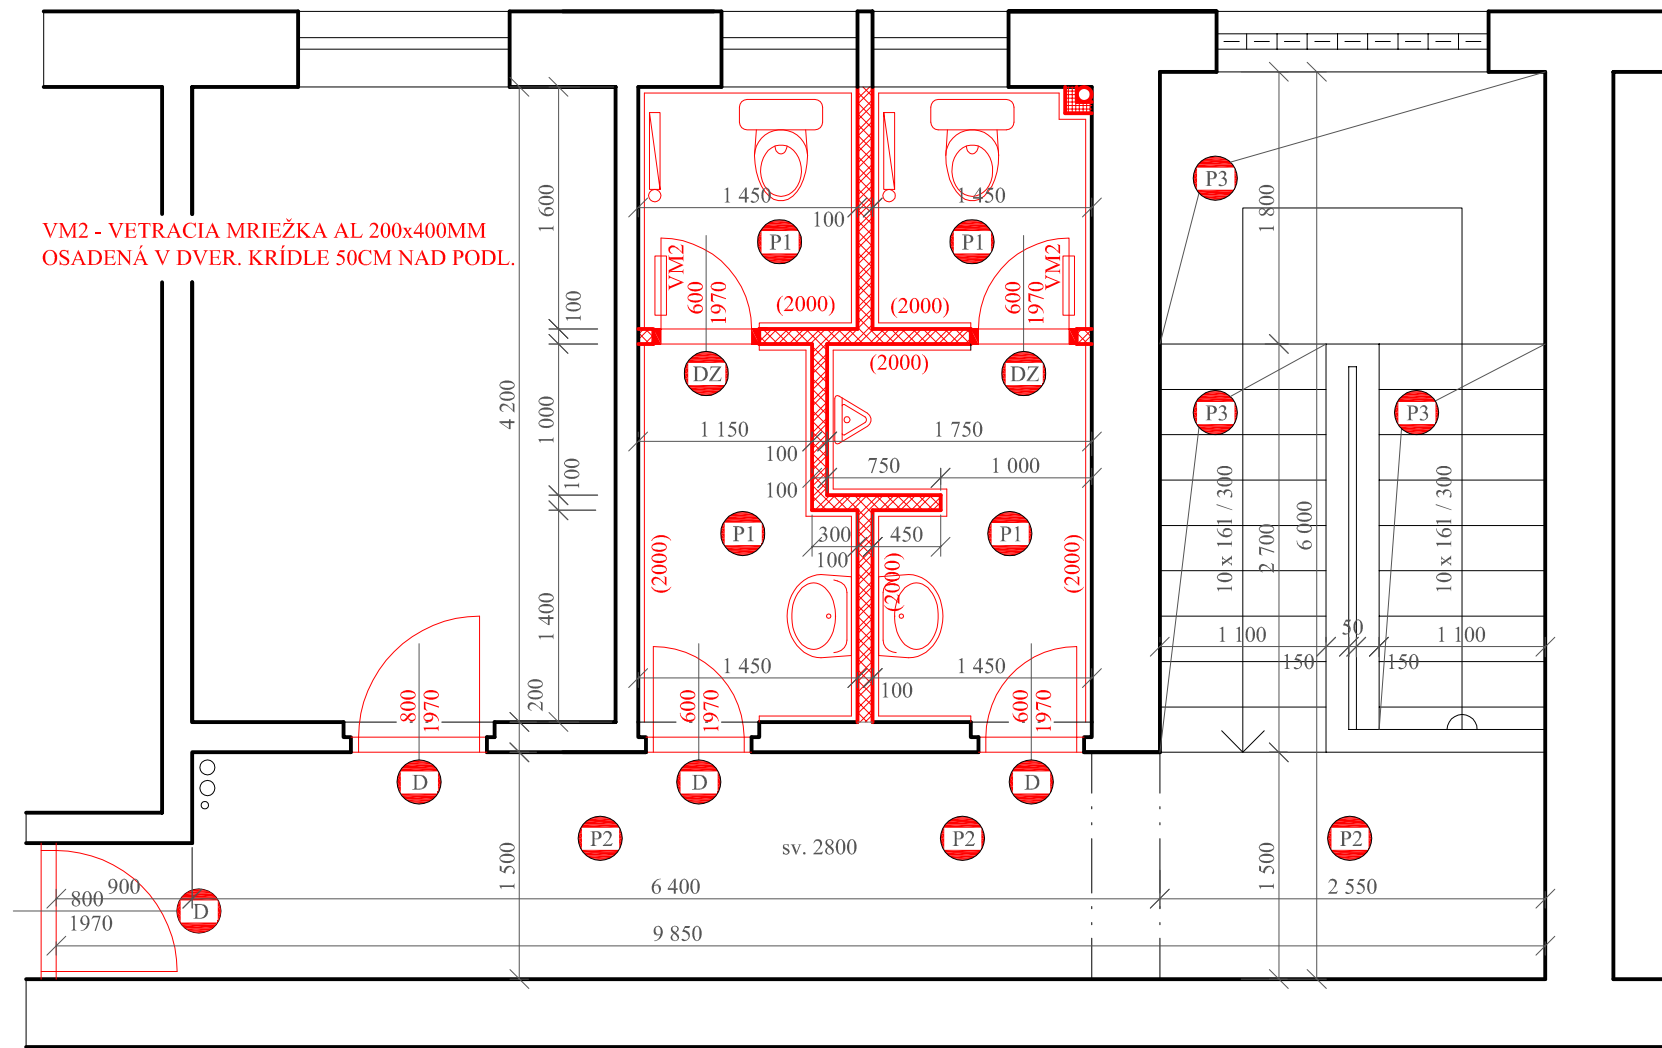 VM2 - VETRACIA MRIEŽKA AL 200x400MM
OSADENÁ V DVER. KRÍDLE 50CM NAD PODL.
4 200
1 600
100
1 000
100
1 400
200
1 450
100
1 450
P1
P1
VM2
600
1970
(2000)
(2000)
600
1970
VM2
DZ
(2000)
DZ
1 150
100
1 750
750
1 000
100
P1
P1
300
450
100
(2000)
(2000)
(2000)
1 450
100
1 450
800
1970
600
1970
600
1970
D
D
D
P3
1 800
P3
P3
10 x 161 / 300
2 700
6 000
10 x 161 / 300
1 100
50
1 100
150
150
P2
P2
P2
sv. 2800
1 500
1 500
900
6 400
2 550
800
1970
D
9 850